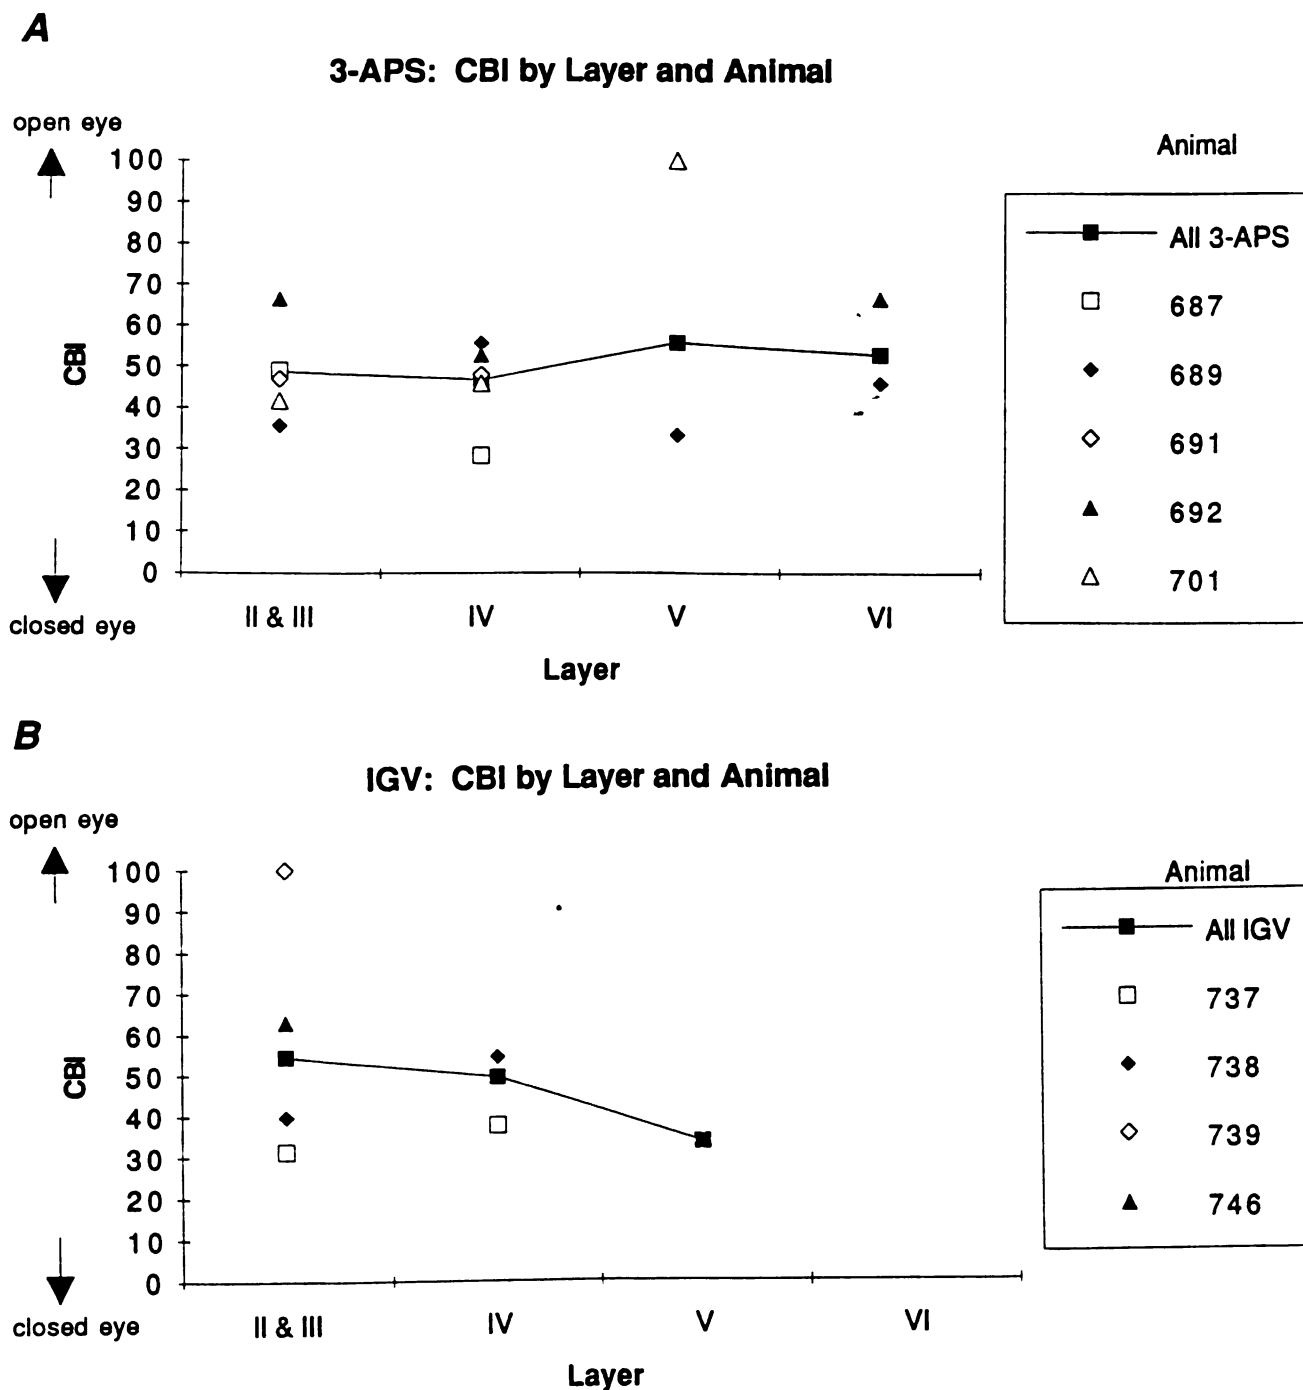 A
3-APS: CBI by Layer and Animal
open eye
100
90
80
70
60
50
40
30
20
10
0
closed eye
CBI
II & III IV V VI
Layer
Animal
All 3-APS
687
689
691
692
701
B
IGV: CBI by Layer and Animal
open eye
100
90
80
70
60
50
40
30
20
10
0
closed eye
CBI
II & III IV V VI
Layer
Animal
All IGV
737
738
739
746